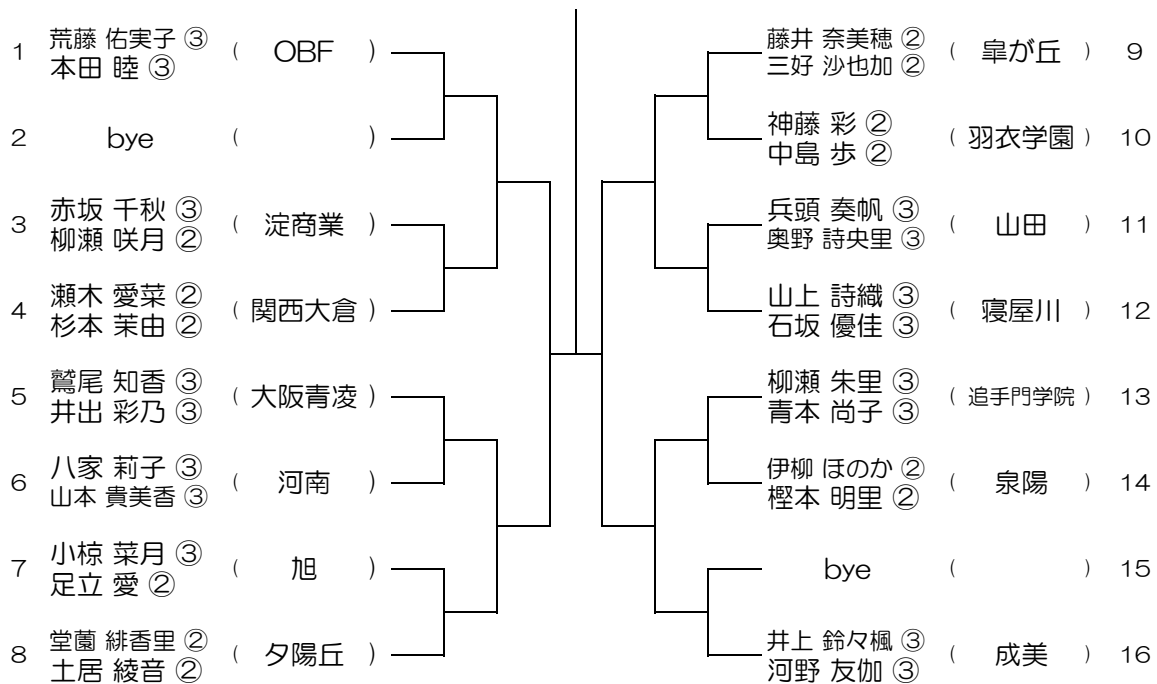 1 荒藤 佑実子 ③ ( OBF )
本田 睦 ③
2 bye ( )
3 赤坂 千秋 ③ ( 淀商業 )
柳瀬 咲月 ②
4 瀬木 愛菜 ② ( 関西大倉 )
杉本 茉由 ②
5 鷲尾 知香 ③ ( 大阪青凌 )
井出 彩乃 ③
6 八家 莉子 ③ ( 河南 )
山本 貴美香 ③
7 小椋 菜月 ③ ( 旭 )
足立 愛 ②
8 堂薗 緋香里 ② ( 夕陽丘 )
土居 綾音 ②
藤井 奈美穂 ② ( 皐が丘 ) 9
三好 沙也加 ②
神藤 彩 ② ( 羽衣学園 ) 10
中島 歩 ②
兵頭 奏帆 ③ ( 山田 ) 11
奥野 詩央里 ③
山上 詩織 ③ ( 寝屋川 ) 12
石坂 優佳 ③
柳瀬 朱里 ③ ( 追手門学院 ) 13
青本 尚子 ③
伊柳 ほのか ② ( 泉陽 ) 14
樫本 明里 ②
bye ( ) 15
井上 鈴々楓 ③ ( 成美 ) 16
河野 友伽 ③